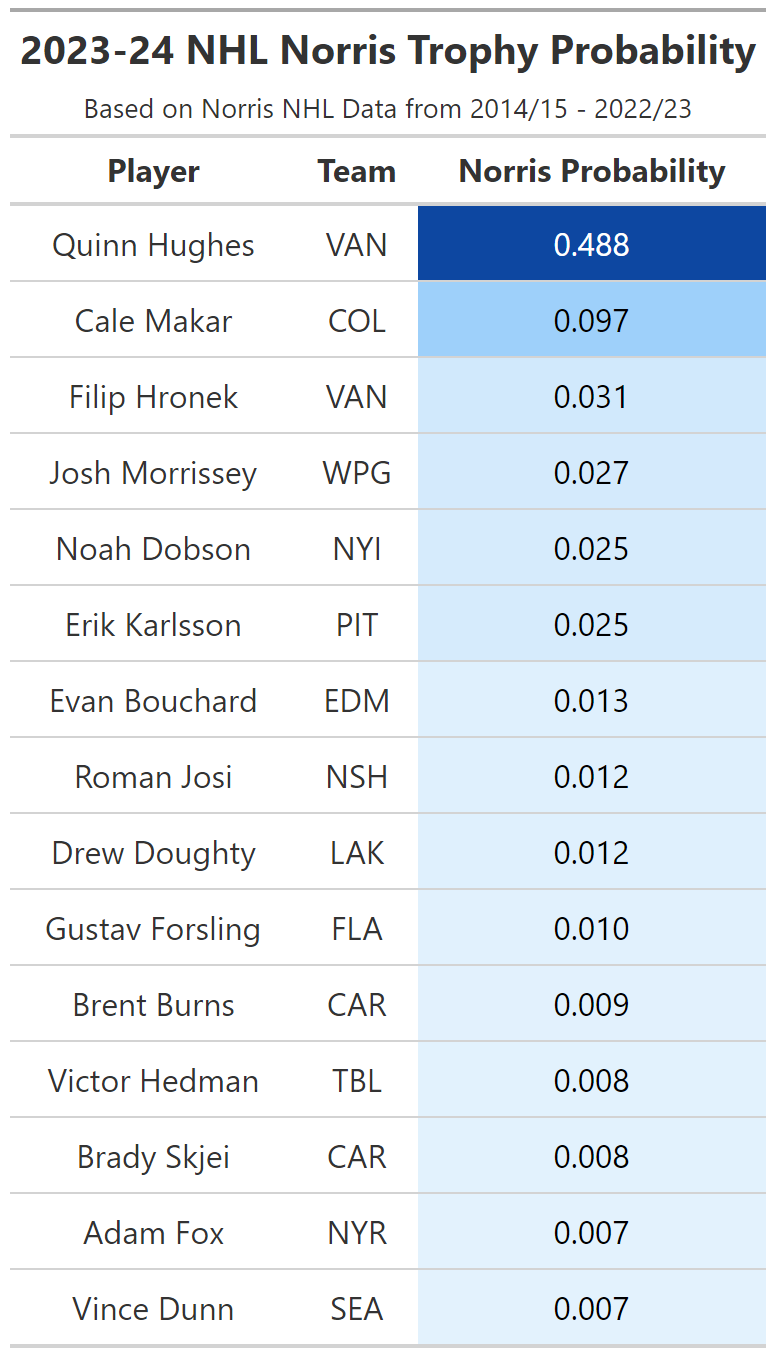 2023-24 NHL Norris Trophy Probability
Based on Norris NHL Data from 2014/15 - 2022/23
Player Team Norris Probability
Quinn Hughes VAN 0.488
Cale Makar COL 0.097
Filip Hronek VAN 0.031
Josh Morrissey WPG 0.027
Noah Dobson NYI 0.025
Erik Karlsson PIT 0.025
Evan Bouchard EDM 0.013
Roman Josi NSH 0.012
Drew Doughty LAK 0.012
Gustav Forsling FLA 0.010
Brent Burns CAR 0.009
Victor Hedman TBL 0.008
Brady Skjei CAR 0.008
Adam Fox NYR 0.007
Vince Dunn SEA 0.007